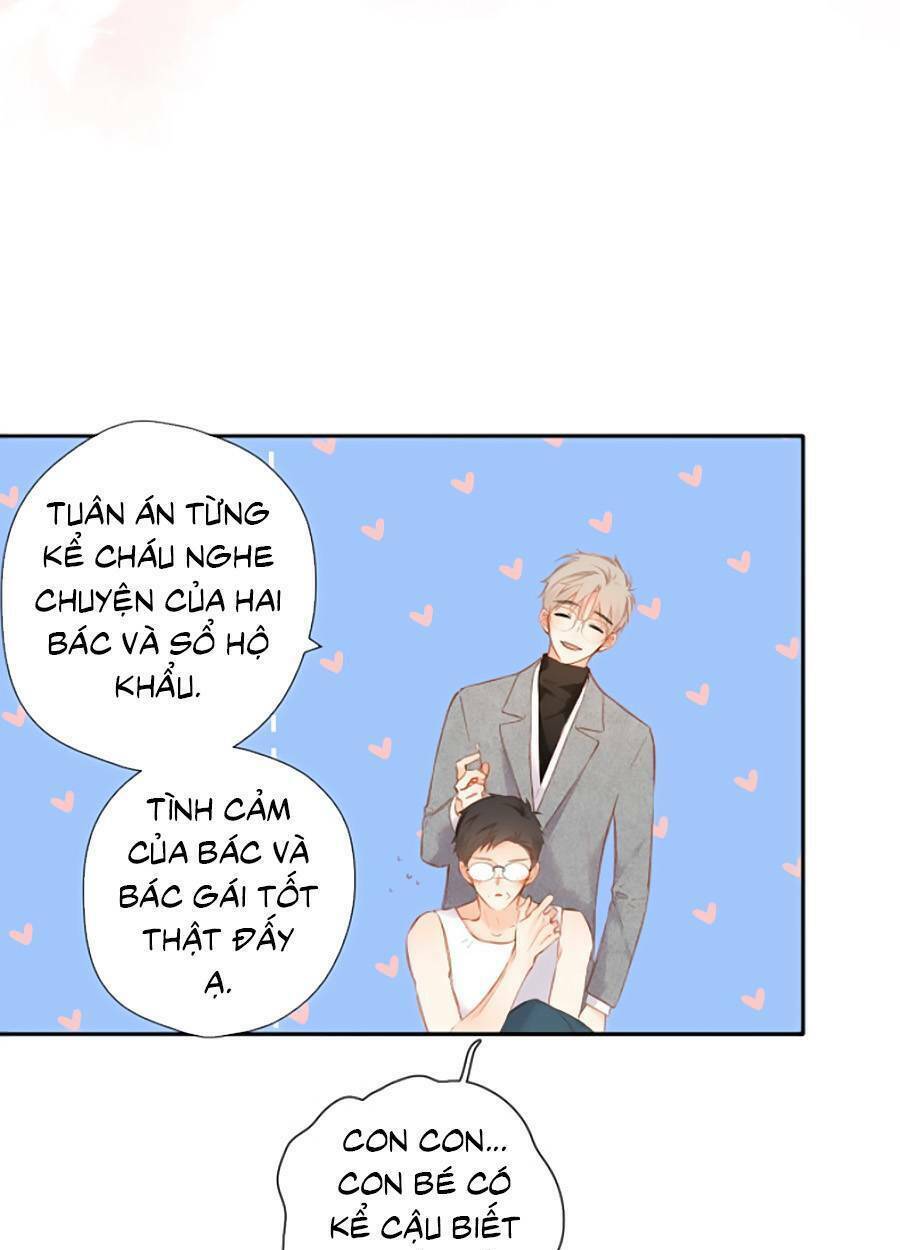 TUÂN ÁN TỪNG
KỂ CHÁU NGHE
CHUYỆN CỦA HAI
BÁC VÀ SỔ HỘ
KHẨU.
TÌNH CẢM
CỦA BÁC VÀ
BÁC GÁI TỐT
THẬT ĐẤY
Ạ.
CON CON...
CON BÉ CÓ
KỂ CẬU BIẾT